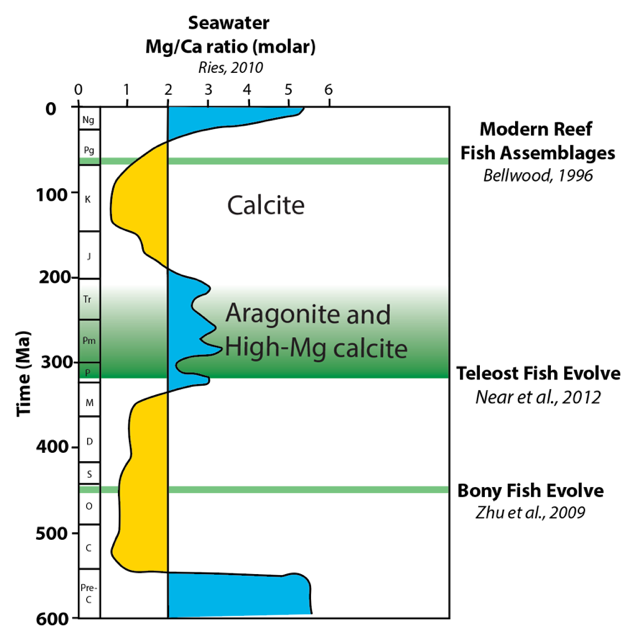 Seawater
Mg/Ca ratio (molar)
Ries, 2010
0 1 2 3 4 5 6
0
Ng
Modern Reef
Fish Assemblages
Bellwood, 1996
Pg
100
K
Calcite
J
200
Tr
Aragonite and
High-Mg calcite
Pm
300
P
Teleost Fish Evolve
Near et al., 2012
Time (Ma)
M
400
D
S
Bony Fish Evolve
Zhu et al., 2009
O
500
C
Pre-
C
600